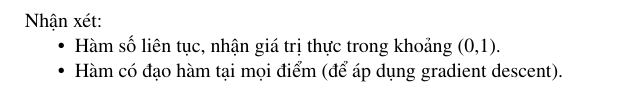 Nhận xét:
• Hàm số liên tục, nhận giá trị thực trong khoảng (0,1).
• Hàm có đạo hàm tại mọi điểm (để áp dụng gradient descent).